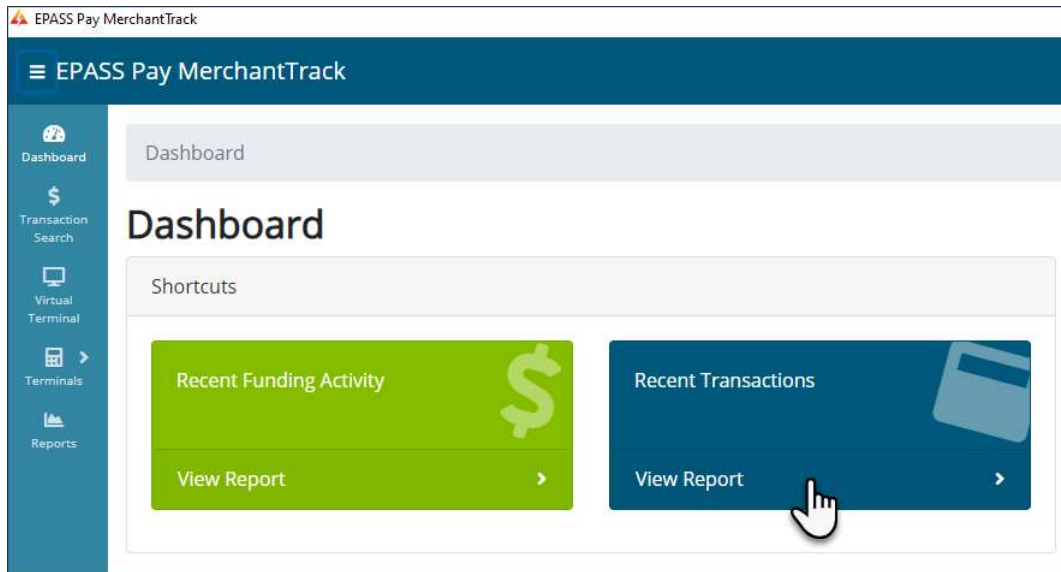 EPASS Pay MerchantTrack
EPASS Pay MerchantTrack
Dashboard
Transaction
Search
Virtual
Terminal
Terminals
Reports
Dashboard
Dashboard
Shortcuts
Recent Funding Activity
View Report
Recent Transactions
View Report